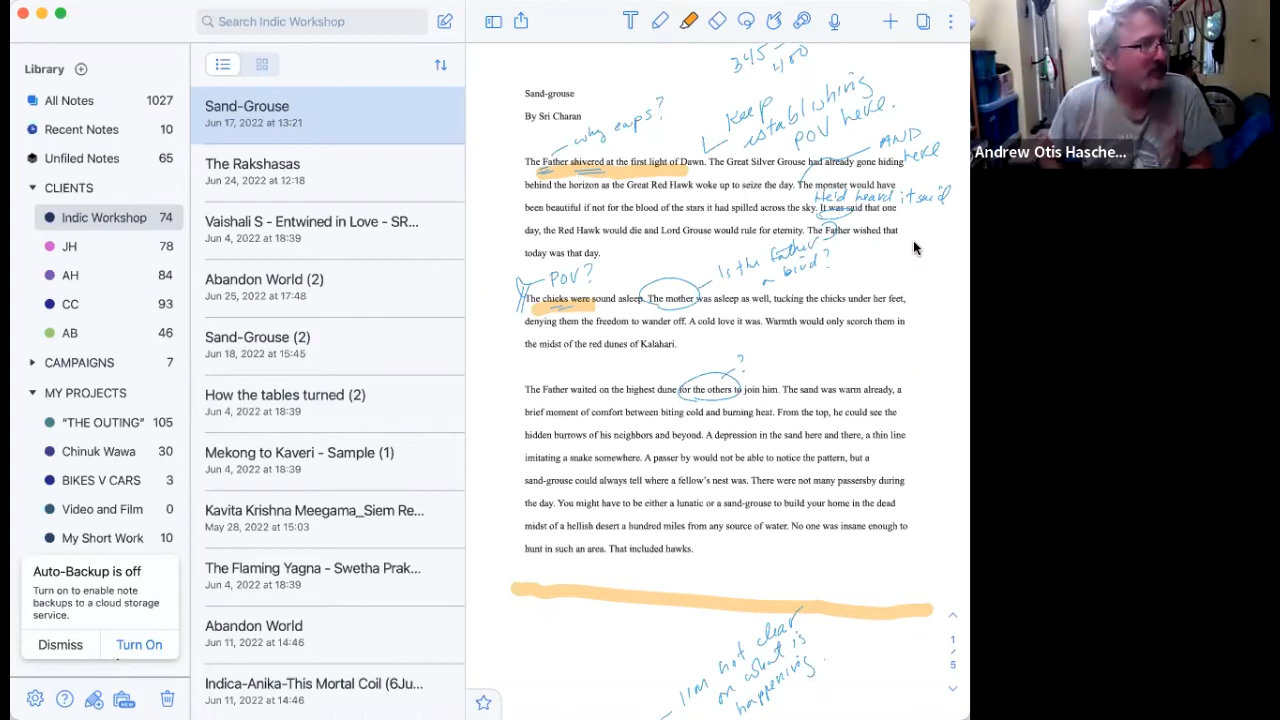 Search Indic Workshop
Library
All Notes 1027
Recent Notes 10
Unfiled Notes 65
CLIENTS
Indic Workshop 74
JH 78
AH 84
CC 93
AB 46
CAMPAIGNS 7
MY PROJECTS
“THE OUTING” 105
Chinuk Wawa 30
BIKES V CARS 3
Video and Film 0
My Short Work 10
Auto-Backup is off
Turn on to enable note
backups to a cloud storage
service.
Dismiss Turn On
Sand-Grouse
Jun 17, 2022 at 13:21
The Rakshasas
Jun 24, 2022 at 12:18
Vaishali S - Entwined in Love - SR...
Jun 4, 2022 at 18:39
Abandon World (2)
Jun 25, 2022 at 17:48
Sand-Grouse (2)
Jun 18, 2022 at 15:45
How the tables turned (2)
Jun 4, 2022 at 18:39
Mekong to Kaveri - Sample (1)
Jun 4, 2022 at 18:39
Kavita Krishna Meegama_Siem Re...
May 28, 2022 at 15:03
The Flaming Yagna - Swetha Prak...
Jun 4, 2022 at 18:39
Abandon World
Jun 11, 2022 at 14:46
Indica-Anika-This Mortal Coil (6Ju...
Jun 11, 2022 at 14:00
345-
400
Sand-grouse
By Sri Charan
why caps?
Keep
establishing
POV here.
AND
here
The Father shivered at the first light of Dawn. The Great Silver Grouse had already gone hiding
behind the horizon as the Great Red Hawk woke up to seize the day. The monster would have
He'd heard it said
been beautiful if not for the blood of the stars it had spilled across the sky. It was said that one
day, the Red Hawk would die and Lord Grouse would rule for eternity. The Father wished that
today was that day.
Is the Father
a bird?
POV?
The chicks were sound asleep. The mother was asleep as well, tucking the chicks under her feet,
denying them the freedom to wander off. A cold love it was. Warmth would only scorch them in
the midst of the red dunes of Kalahari.
?
The Father waited on the highest dune for the others to join him. The sand was warm already, a
brief moment of comfort between biting cold and burning heat. From the top, he could see the
hidden burrows of his neighbors and beyond. A depression in the sand here and there, a thin line
imitating a snake somewhere. A passer by would not be able to notice the pattern, but a
sand-grouse could always tell where a fellow's nest was. There were not many passersby during
the day. You might have to be either a lunatic or a sand-grouse to build your home in the dead
midst of a hellish desert a hundred miles from any source of water. No one was insane enough to
hunt in such an area. That included hawks.
I'm not clear
on what is
happening.
1
/
5
Andrew Otis Hasche...